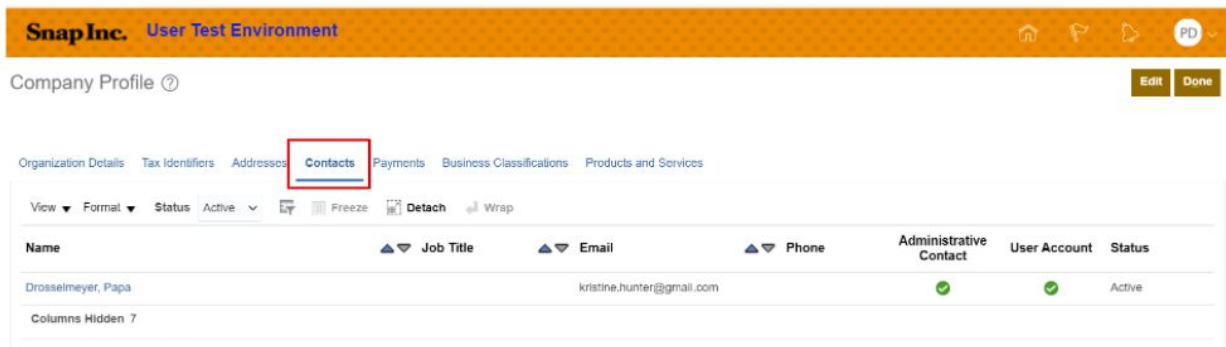 Snap Inc. User Test Environment
PD
Company Profile ?
Edit Done
Organization Details Tax Identifiers Addresses Contacts Payments Business Classifications Products and Services
View Format Status Active Freeze Detach Wrap
Name Job Title Email Phone Administrative Contact User Account Status
Drosselmeyer, Papa kristine.hunter@gmail.com Active
Columns Hidden 7